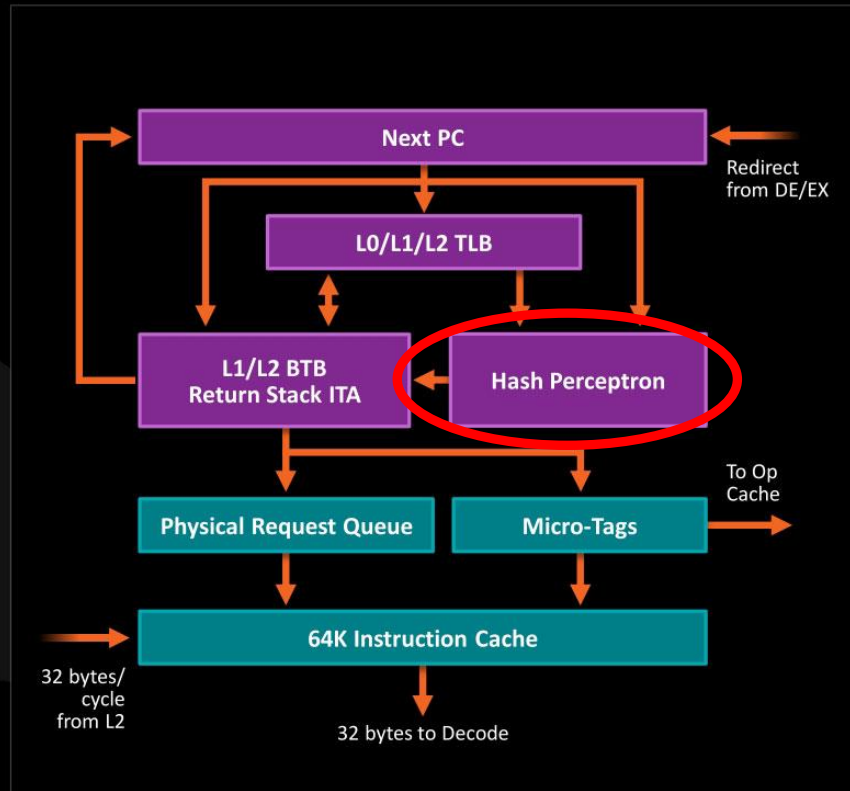 Next PC
Redirect
from DE/EX
L0/L1/L2 TLB
L1/L2 BTB
Return Stack ITA
Hash Perceptron
To Op
Cache
Physical Request Queue
Micro-Tags
64K Instruction Cache
32 bytes/
cycle
from L2
32 bytes to Decode